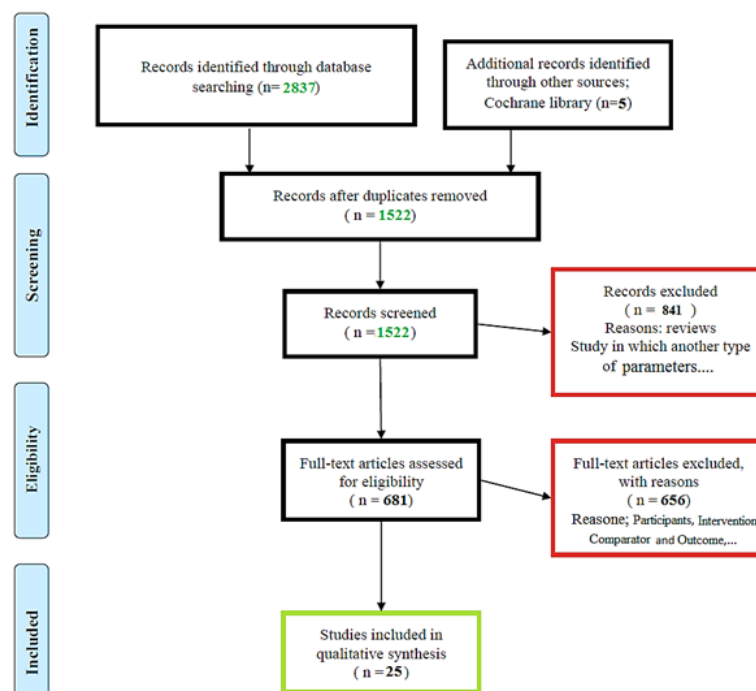 Identification
Records identified through database
searching (n= 2837)
Additional records identified
through other sources;
Cochrane library (n=5)
Screening
Records after duplicates removed
( n = 1522)
Records screened
( n = 1522)
Records excluded
( n = 841 )
Reasons: reviews
Study in which another type
of parameters....
Eligibility
Full-text articles assessed
for eligibility
( n = 681)
Full-text articles excluded,
with reasons
( n = 656)
Reasone; Participants, Intervention
Comparator and Outcome,...
Included
Studies included in
qualitative synthesis
( n = 25)